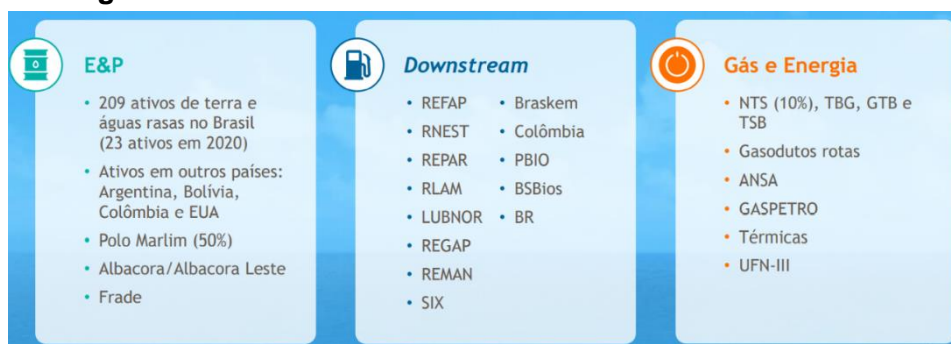 E&P
• 209 ativos de terra e
águas rasas no Brasil
(23 ativos em 2020)
• Ativos em outros países:
Argentina, Bolívia,
Colômbia e EUA
• Polo Marlim (50%)
• Albacora/Albacora Leste
• Frade
Downstream
• REFAP
• RNEST
• REPAR
• RLAM
• LUBNOR
• REGAP
• REMAN
• SIX
• Braskem
• Colômbia
• PBIO
• BSBios
• BR
Gás e Energia
• NTS (10%), TBG, GTB e
TSB
• Gasodutos rotas
• ANSA
• GASPETRO
• Térmicas
• UFN-III